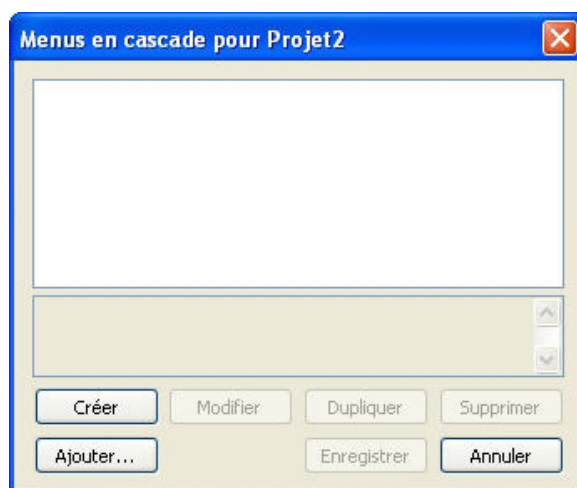 Menus en cascade pour Projet2
Créer Modifier Dupliquer Supprimer
Ajouter... Enregistrer Annuler